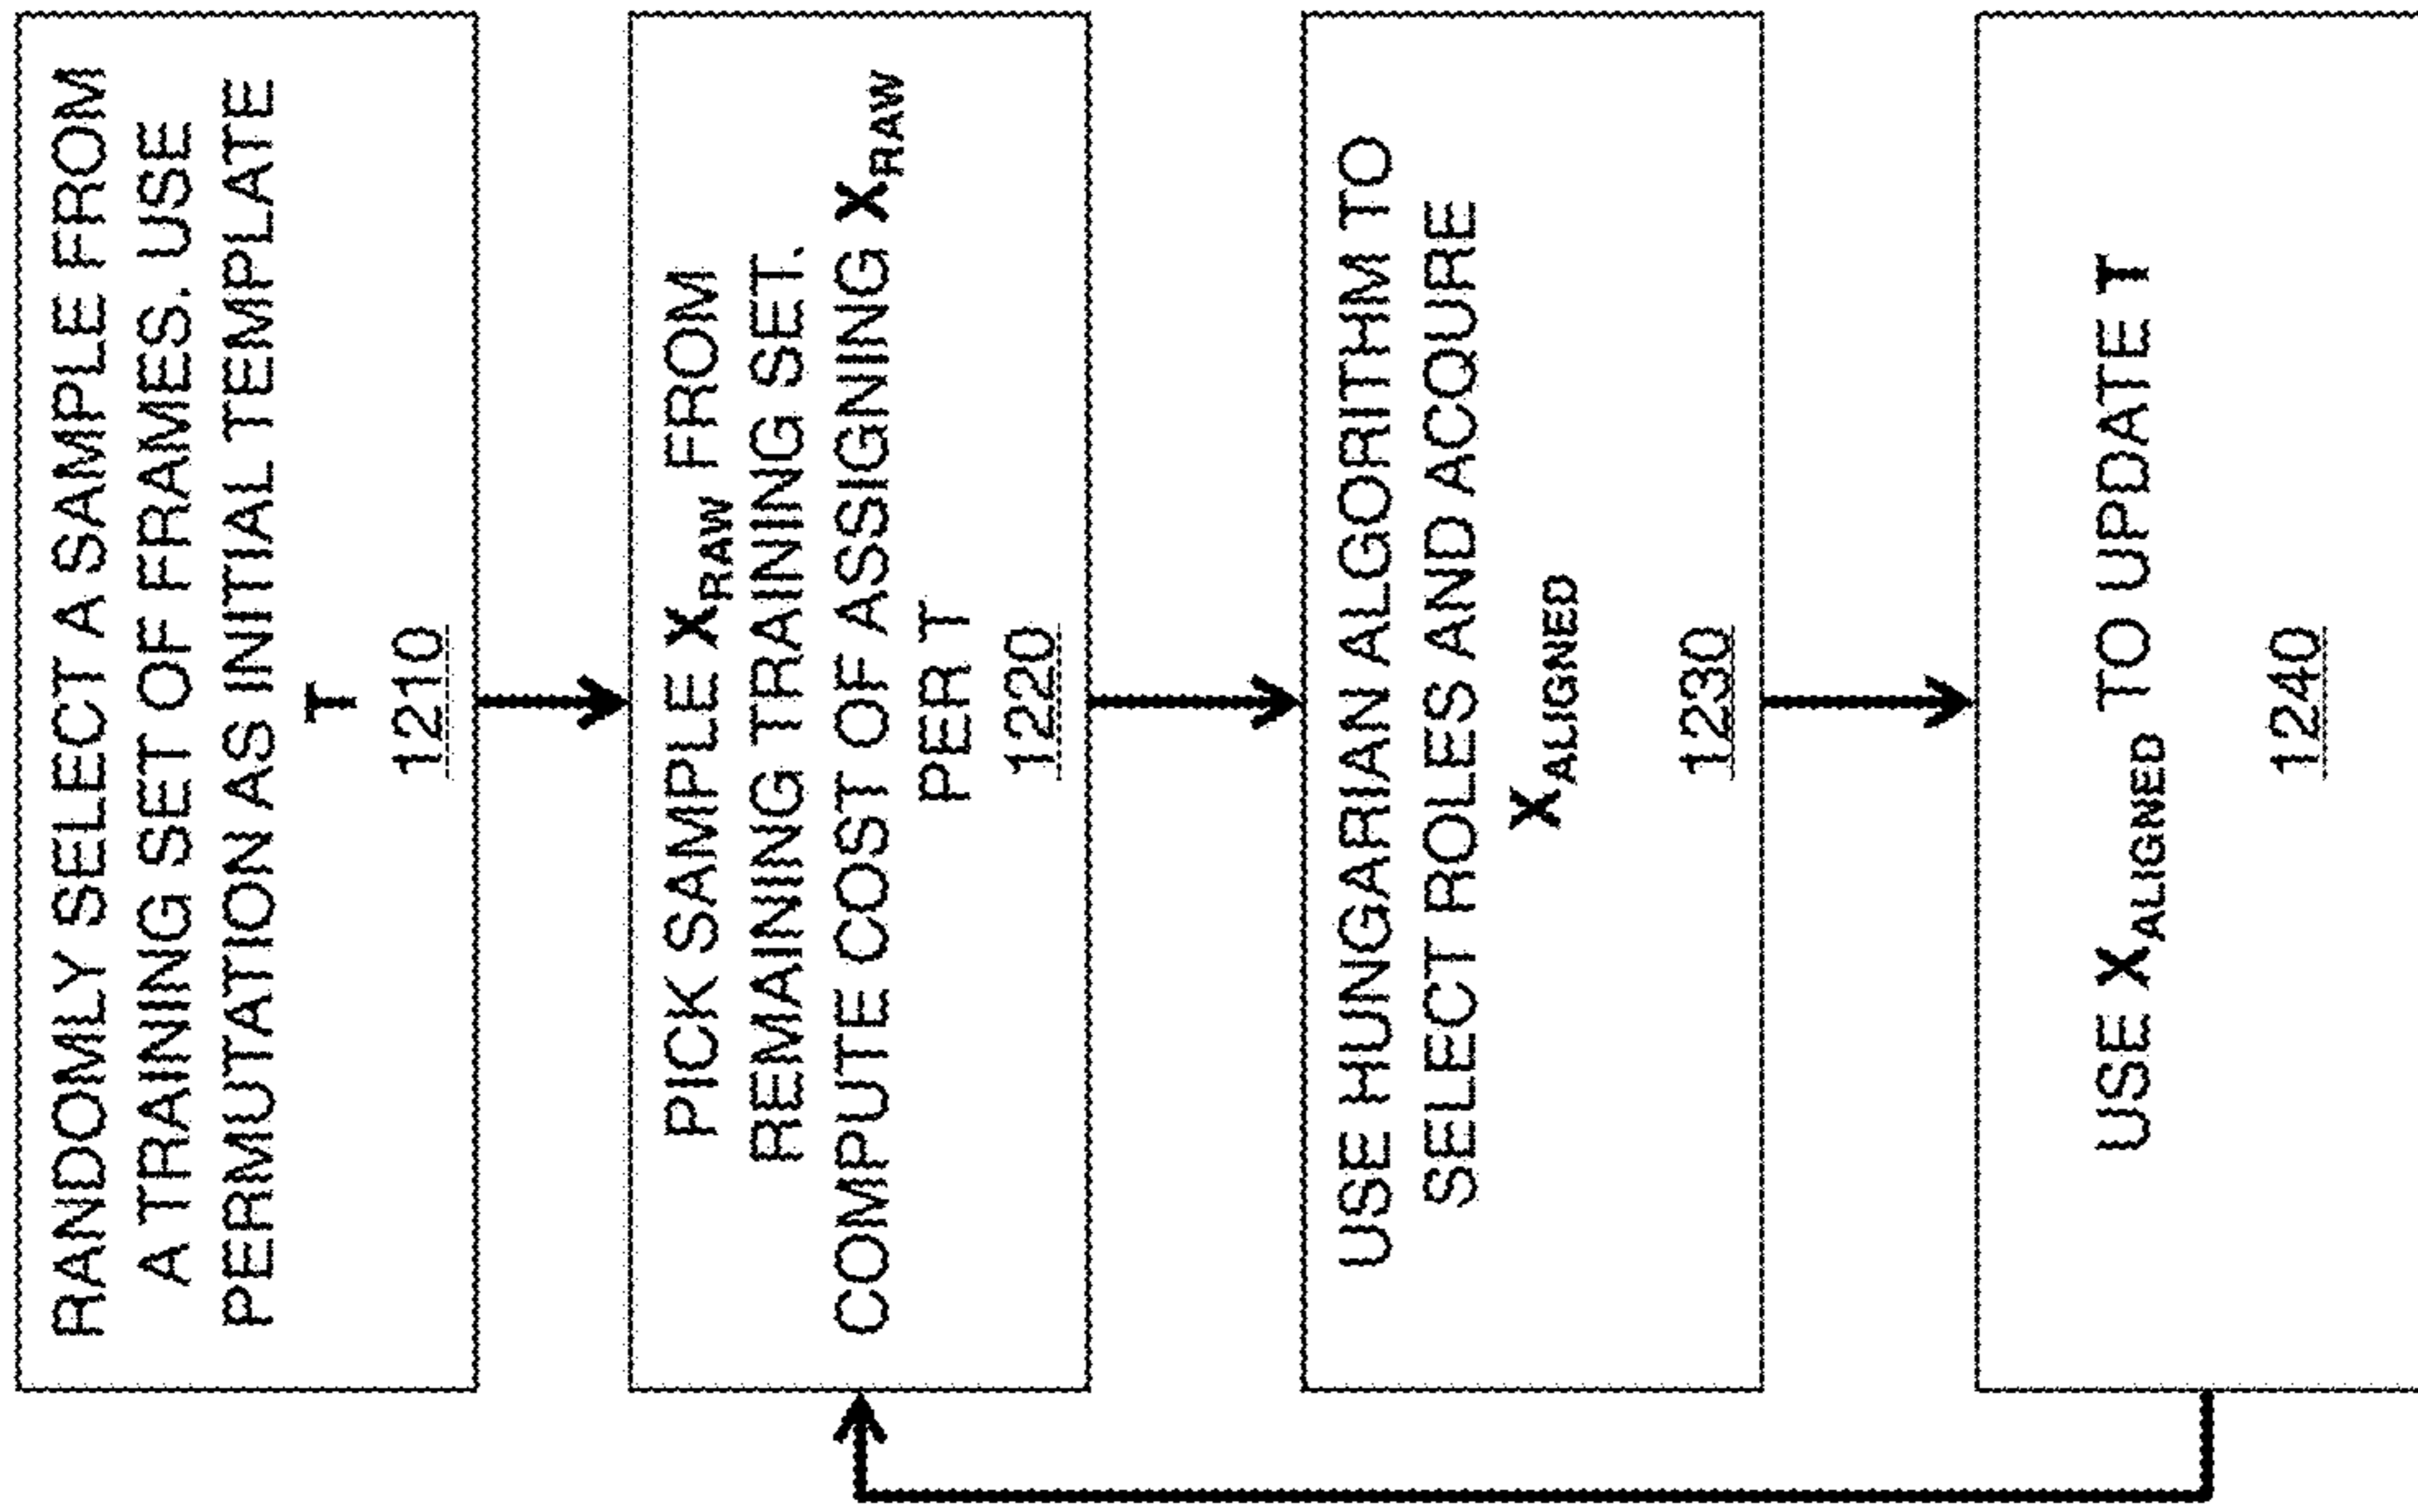 RANDOMLY SELECT A SAMPLE FROM
A TRAINING SET OF FRAMES. USE
PERMUTATION AS INITIAL TEMPLATE
T
1210
PICK SAMPLE XRAW FROM
REMAINING TRAINING SET.
COMPUTE COST OF ASSIGNING XRAW
PER T
1220
USE HUNGARIAN ALGORITHM TO
SELECT ROLES AND ACQURE
XALIGNED
1230
USE XALIGNED TO UPDATE T
1240